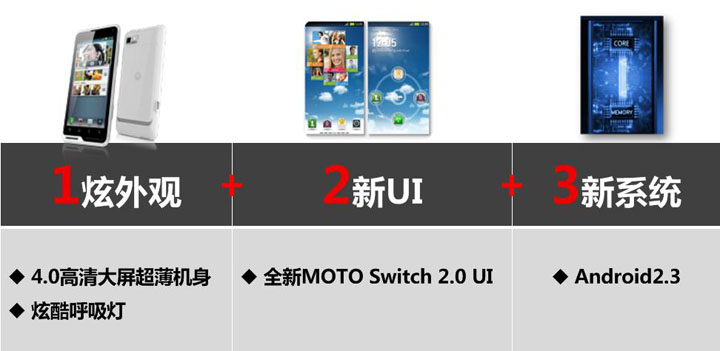 12:05
CORE
MEMORY
1炫外观 + 2新UI + 3新系统
◆ 4.0高清大屏超薄机身
◆ 炫酷呼吸灯
◆ 全新MOTO Switch 2.0 UI
◆ Android2.3